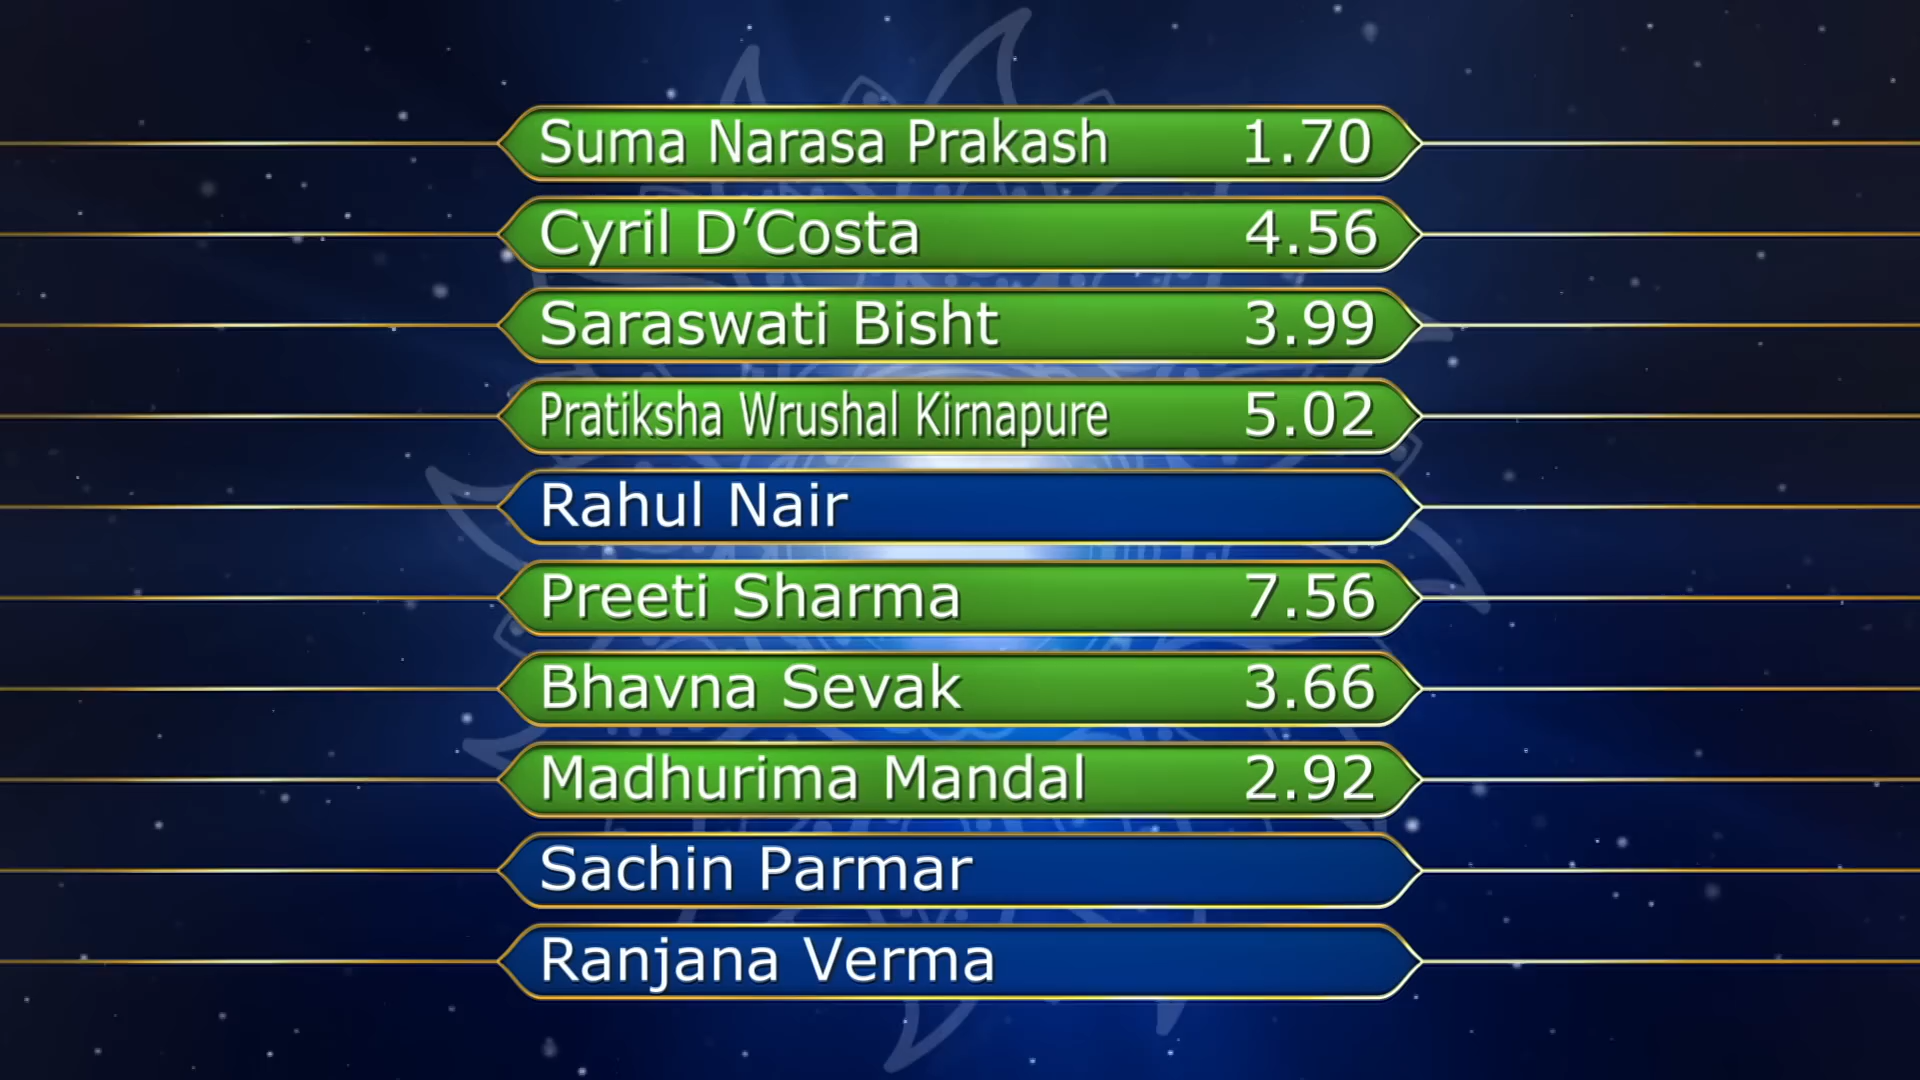 Suma Narasa Prakash 1.70
Cyril D’Costa 4.56
Saraswati Bisht 3.99
Pratiksha Wrushal Kirnapure 5.02
Rahul Nair
Preeti Sharma 7.56
Bhavna Sevak 3.66
Madhurima Mandal 2.92
Sachin Parmar
Ranjana Verma